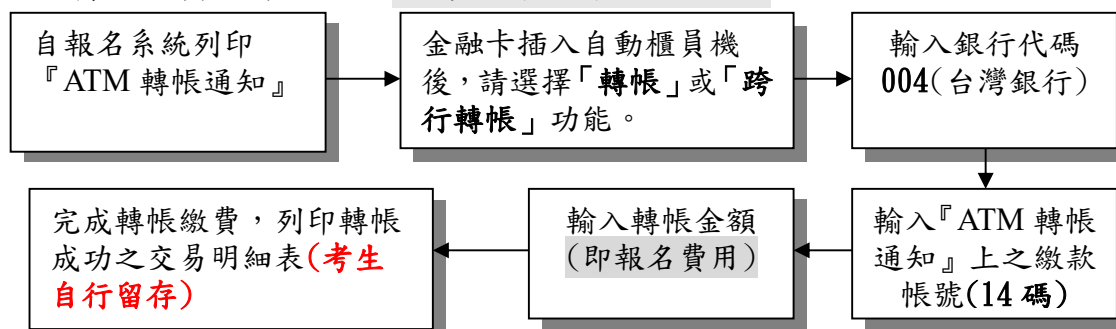 自報名系統列印
『ATM 轉帳通知』
金融卡插入自動櫃員機
後，請選擇「轉帳」或「跨
行轉帳」功能。
輸入銀行代碼
004(台灣銀行)
輸入『ATM 轉帳
通知』上之繳款
帳號(14 碼)
輸入轉帳金額
(即報名費用)
完成轉帳繳費，列印轉帳
成功之交易明細表(考生
自行留存)